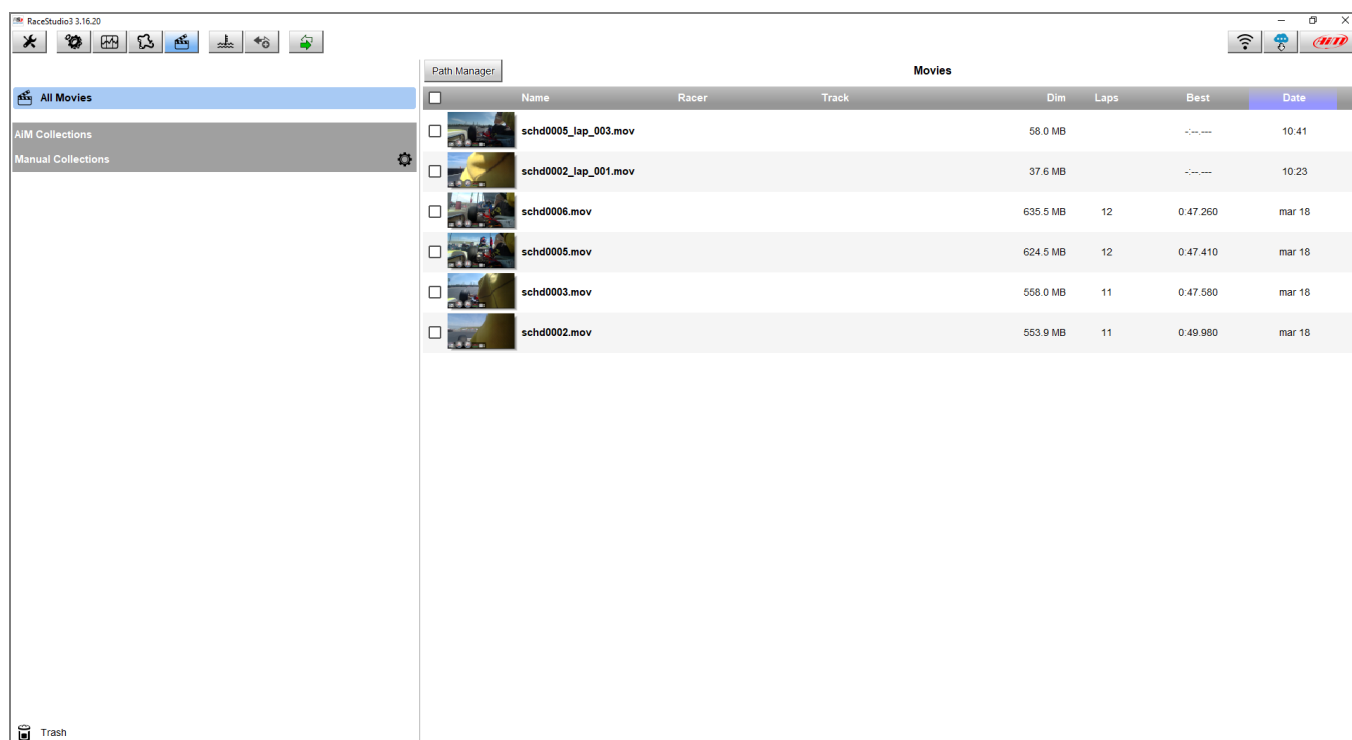 RaceStudio3 3.16.20
AiM
Path Manager
Movies
All Movies
Name Racer Track Dim Laps Best Date
AiM Collections
Manual Collections
schd0005_lap_003.mov 58.0 MB -:--.--- 10:41
schd0002_lap_001.mov 37.6 MB -:--.--- 10:23
schd0006.mov 635.5 MB 12 0:47.260 mar 18
schd0005.mov 624.5 MB 12 0:47.410 mar 18
schd0003.mov 558.0 MB 11 0:47.580 mar 18
schd0002.mov 553.9 MB 11 0:49.980 mar 18
Trash